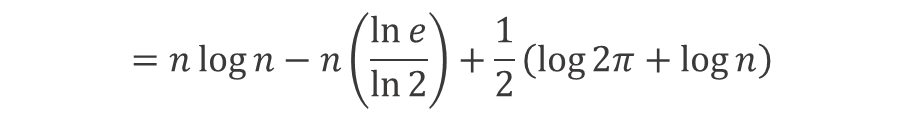 = n log n − n (ln e / ln 2) + 1/2 (log 2π + log n)